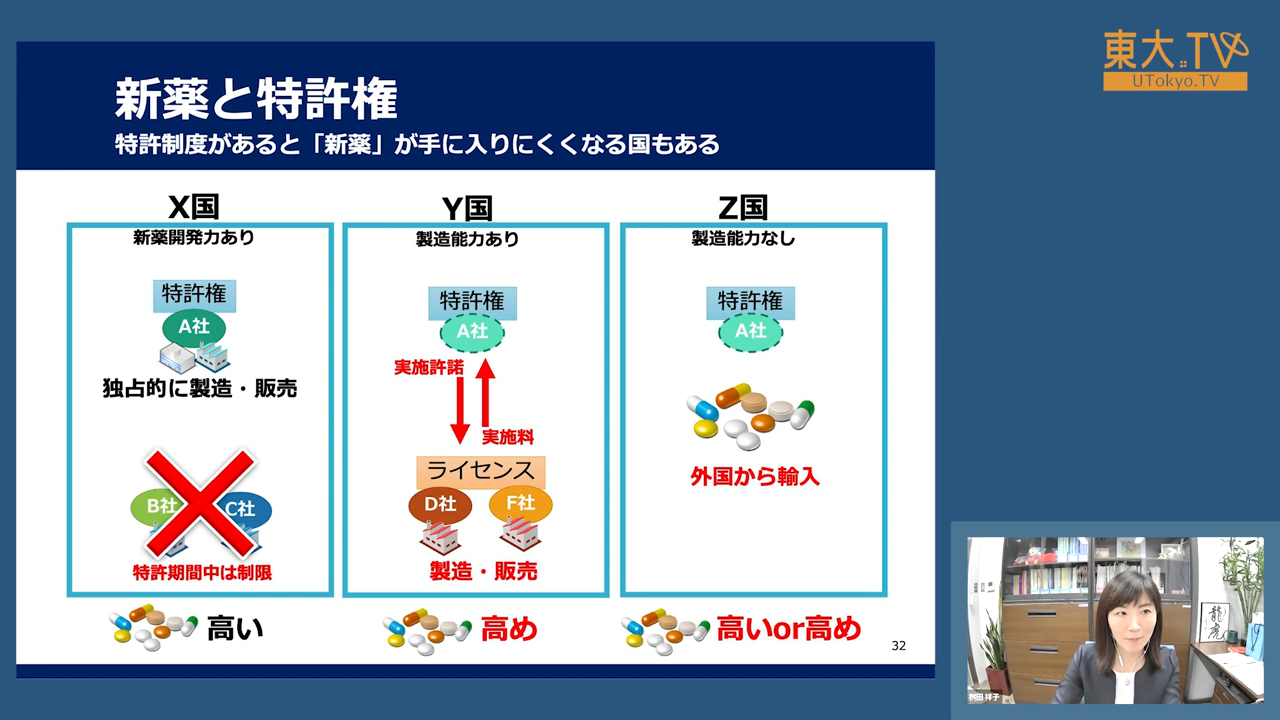 東大.TV
UTokyo.TV
新薬と特許権
特許制度があると「新薬」が手に入りにくくなる国もある
X国
新薬開発力あり
特許権
A社
独占的に製造・販売
B社
C社
特許期間中は制限
高い
Y国
製造能力あり
特許権
A社
実施許諾
実施料
ライセンス
D社
F社
製造・販売
高め
Z国
製造能力なし
特許権
A社
外国から輸入
高いor高め
32